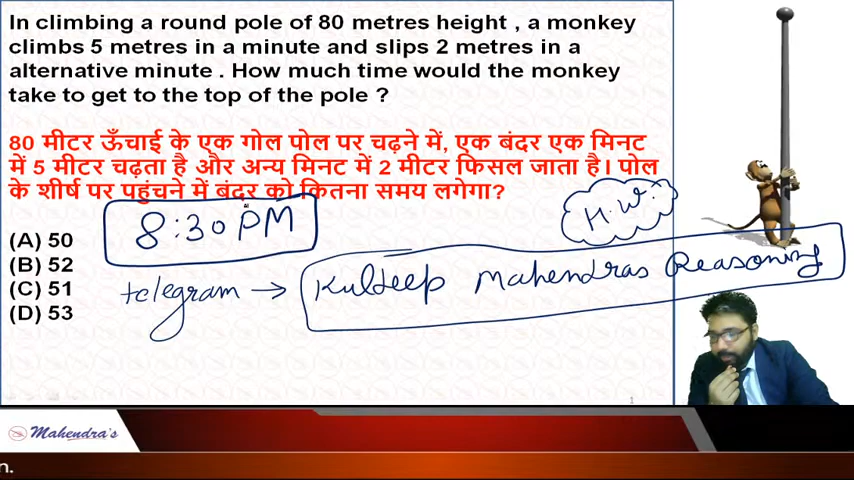 In climbing a round pole of 80 metres height , a monkey
climbs 5 metres in a minute and slips 2 metres in a
alternative minute . How much time would the monkey
take to get to the top of the pole ?
80 मीटर ऊँचाई के एक गोल पोल पर चढ़ने में, एक बंदर एक मिनट
में 5 मीटर चढ़ता है और अन्य मिनट में 2 मीटर फिसल जाता है। पोल
के शीर्ष पर पहुंचने में बंदर को कितना समय लगेगा?
H.W.
8:30 PM
(A) 50
(B) 52
(C) 51
(D) 53
telegram → Kuldeep Mahendras Reasoning
1
Mahendra's
n.